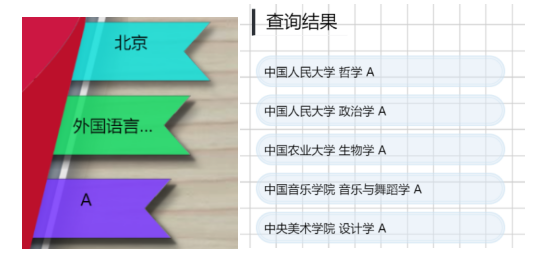 北京
外国语言...
A
查询结果
中国人民大学 哲学 A
中国人民大学 政治学 A
中国农业大学 生物学 A
中国音乐学院 音乐与舞蹈学 A
中央美术学院 设计学 A